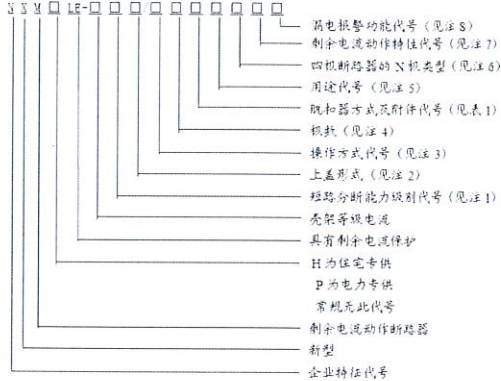 N X M □ LE-□ □ □/□ □ □ □ □ □
漏电报警功能代号（见注8）
剩余电流动作特性代号（见注7）
四极断路器的N极类型（见注6）
用途代号（见注5）
脱扣器方式及附件代号（见表1）
极数（见注4）
操作方式代号（见注3）
上盖形式（见注2）
短路分断能力级别代号（见注1）
壳架等级电流
具有剩余电流保护
H为住宅专供
P为电力专供
常规无此代号
剩余电流动作断路器
新型
企业特征代号